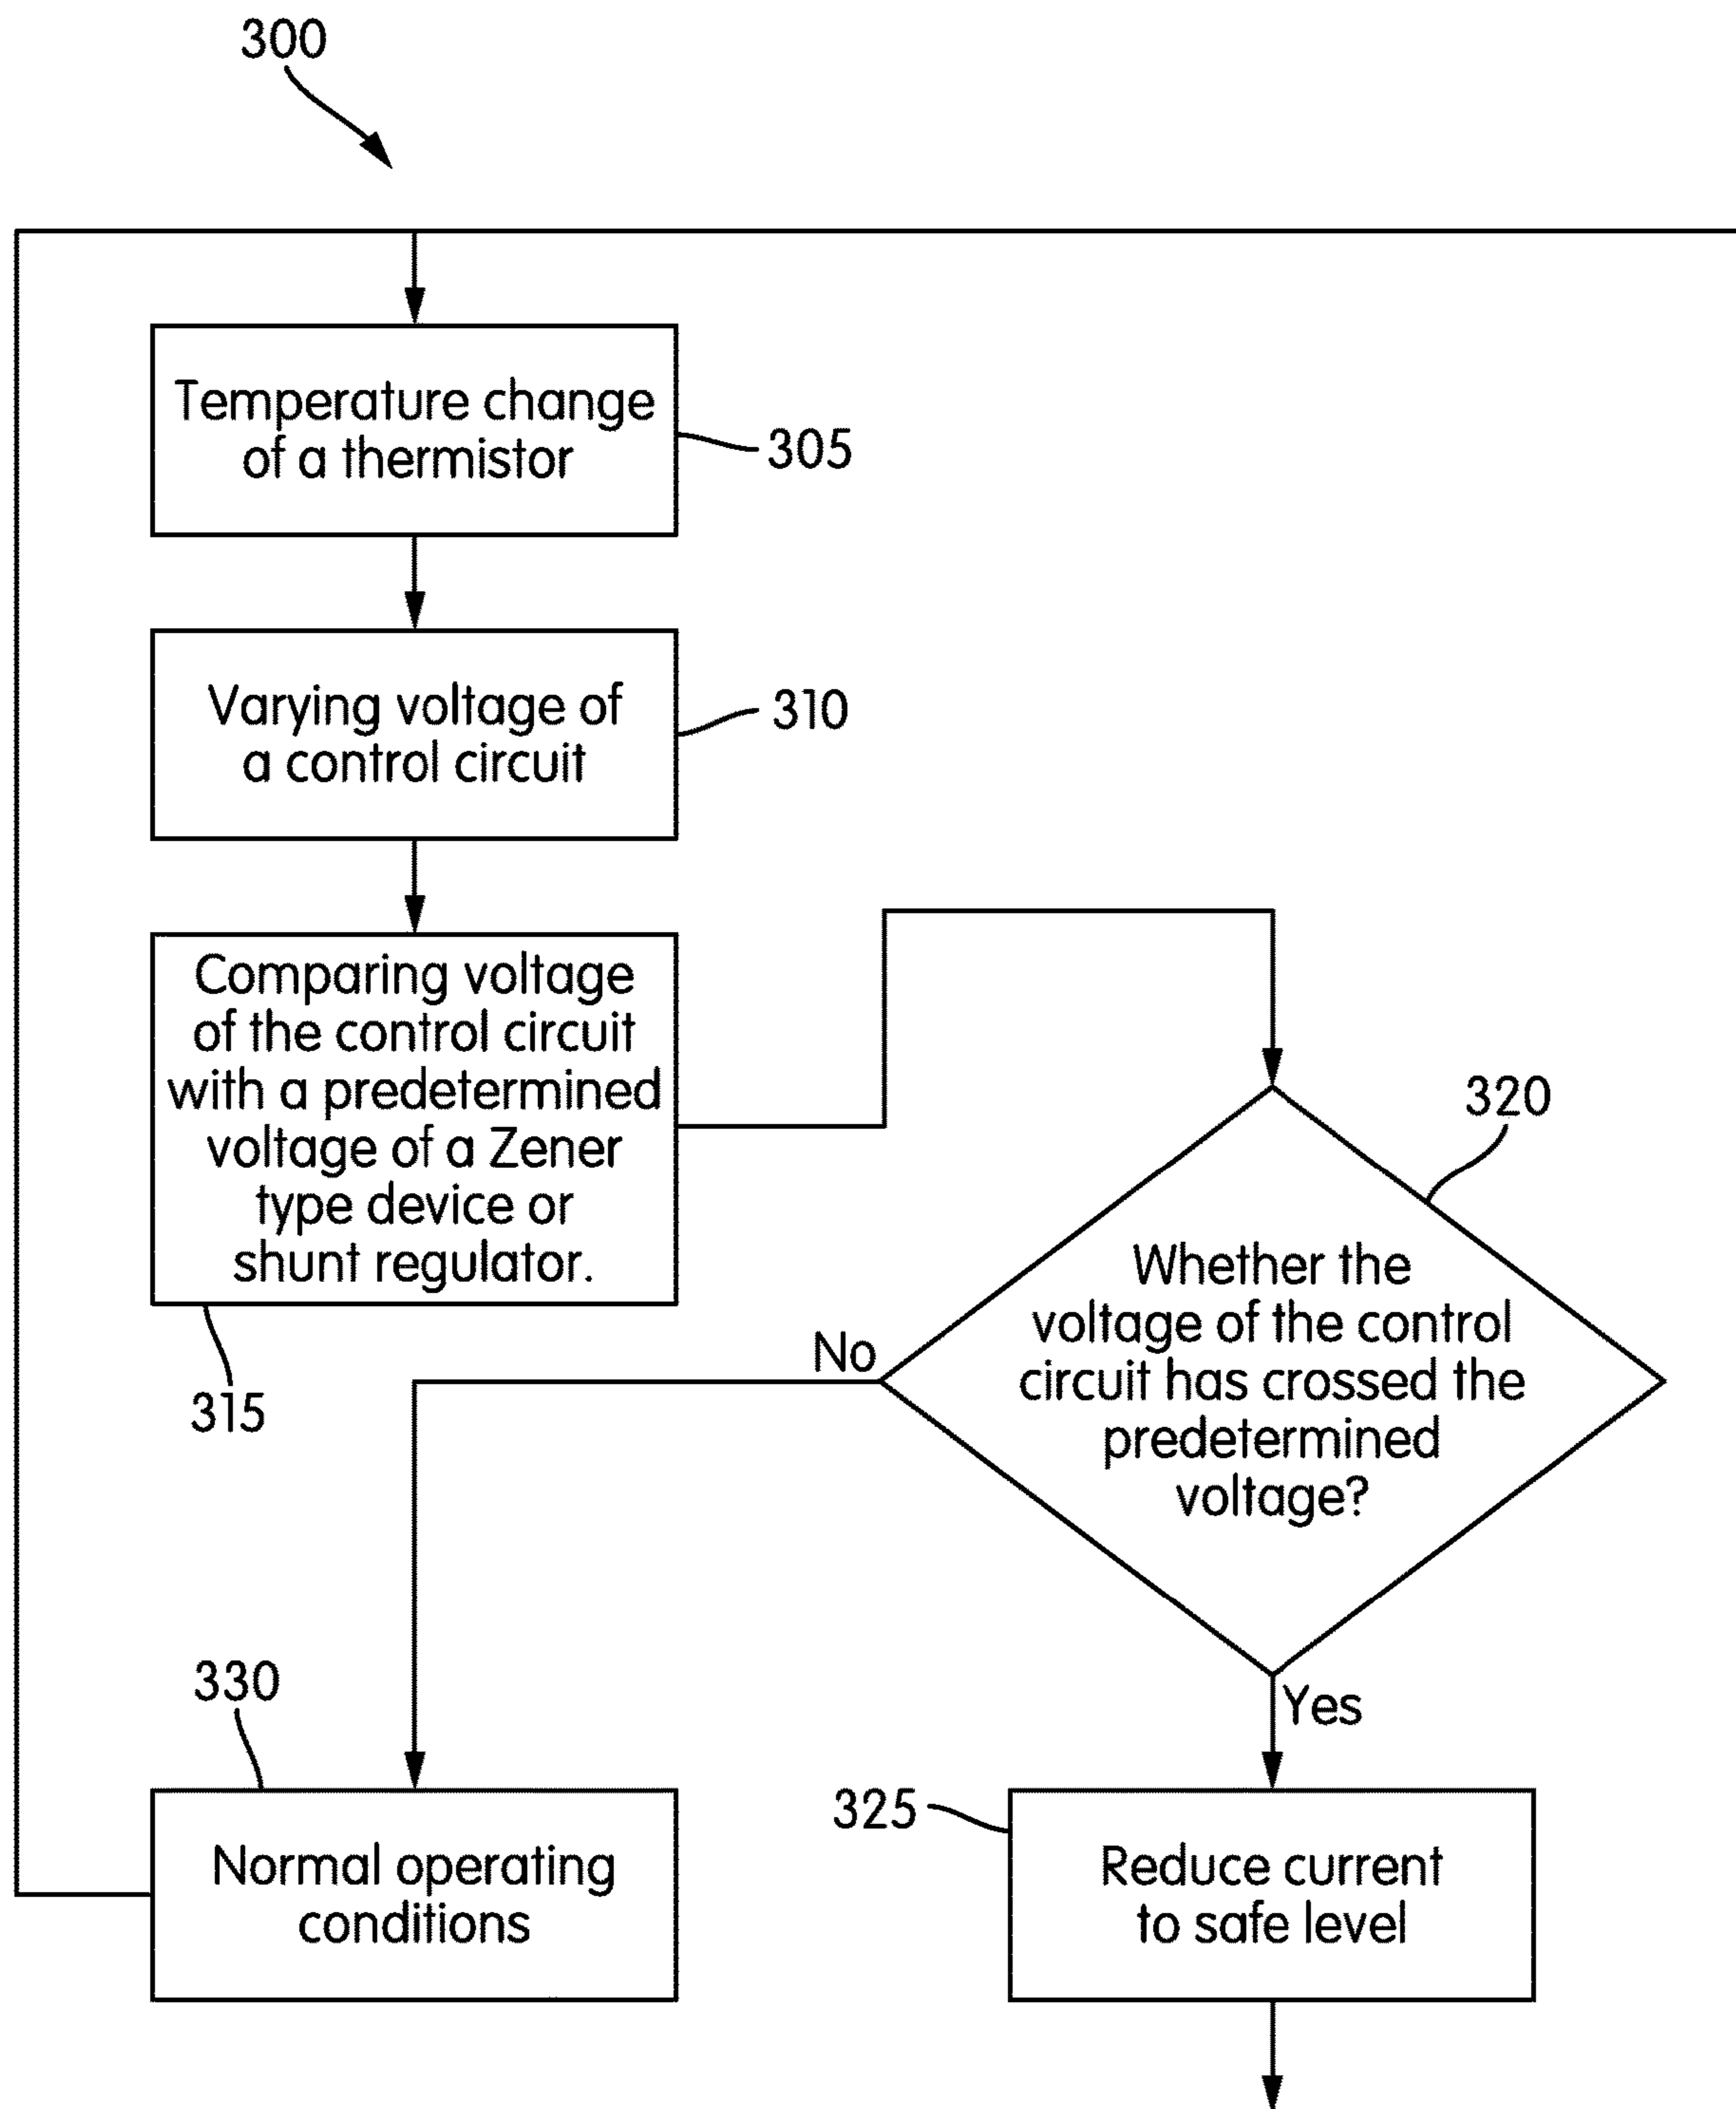 300
Temperature change
of a thermistor
305
Varying voltage of
a control circuit
310
Comparing voltage
of the control circuit
with a predetermined
voltage of a Zener
type device or
shunt regulator.
315
320
Whether the
voltage of the control
circuit has crossed the
predetermined
voltage?
No
Yes
330
Normal operating
conditions
325
Reduce current
to safe level